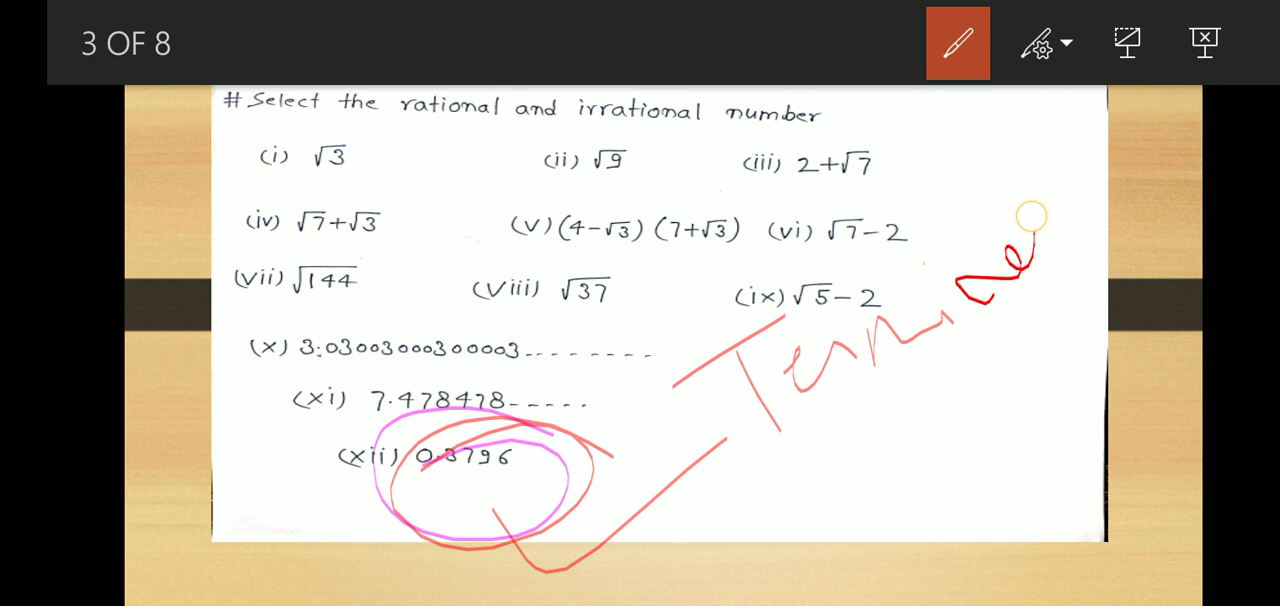 3 OF 8
# Select the rational and irrational number
(i) √3 (ii) √9 (iii) 2+√7
(iv) √7+√3 (v) (4-√3) (7+√3) (vi) √7-2
(vii) √144 (viii) √37 (ix) √5-2
(x) 3.03003000300003--------
(xi) 7.478478-----
(xii) 0.3796